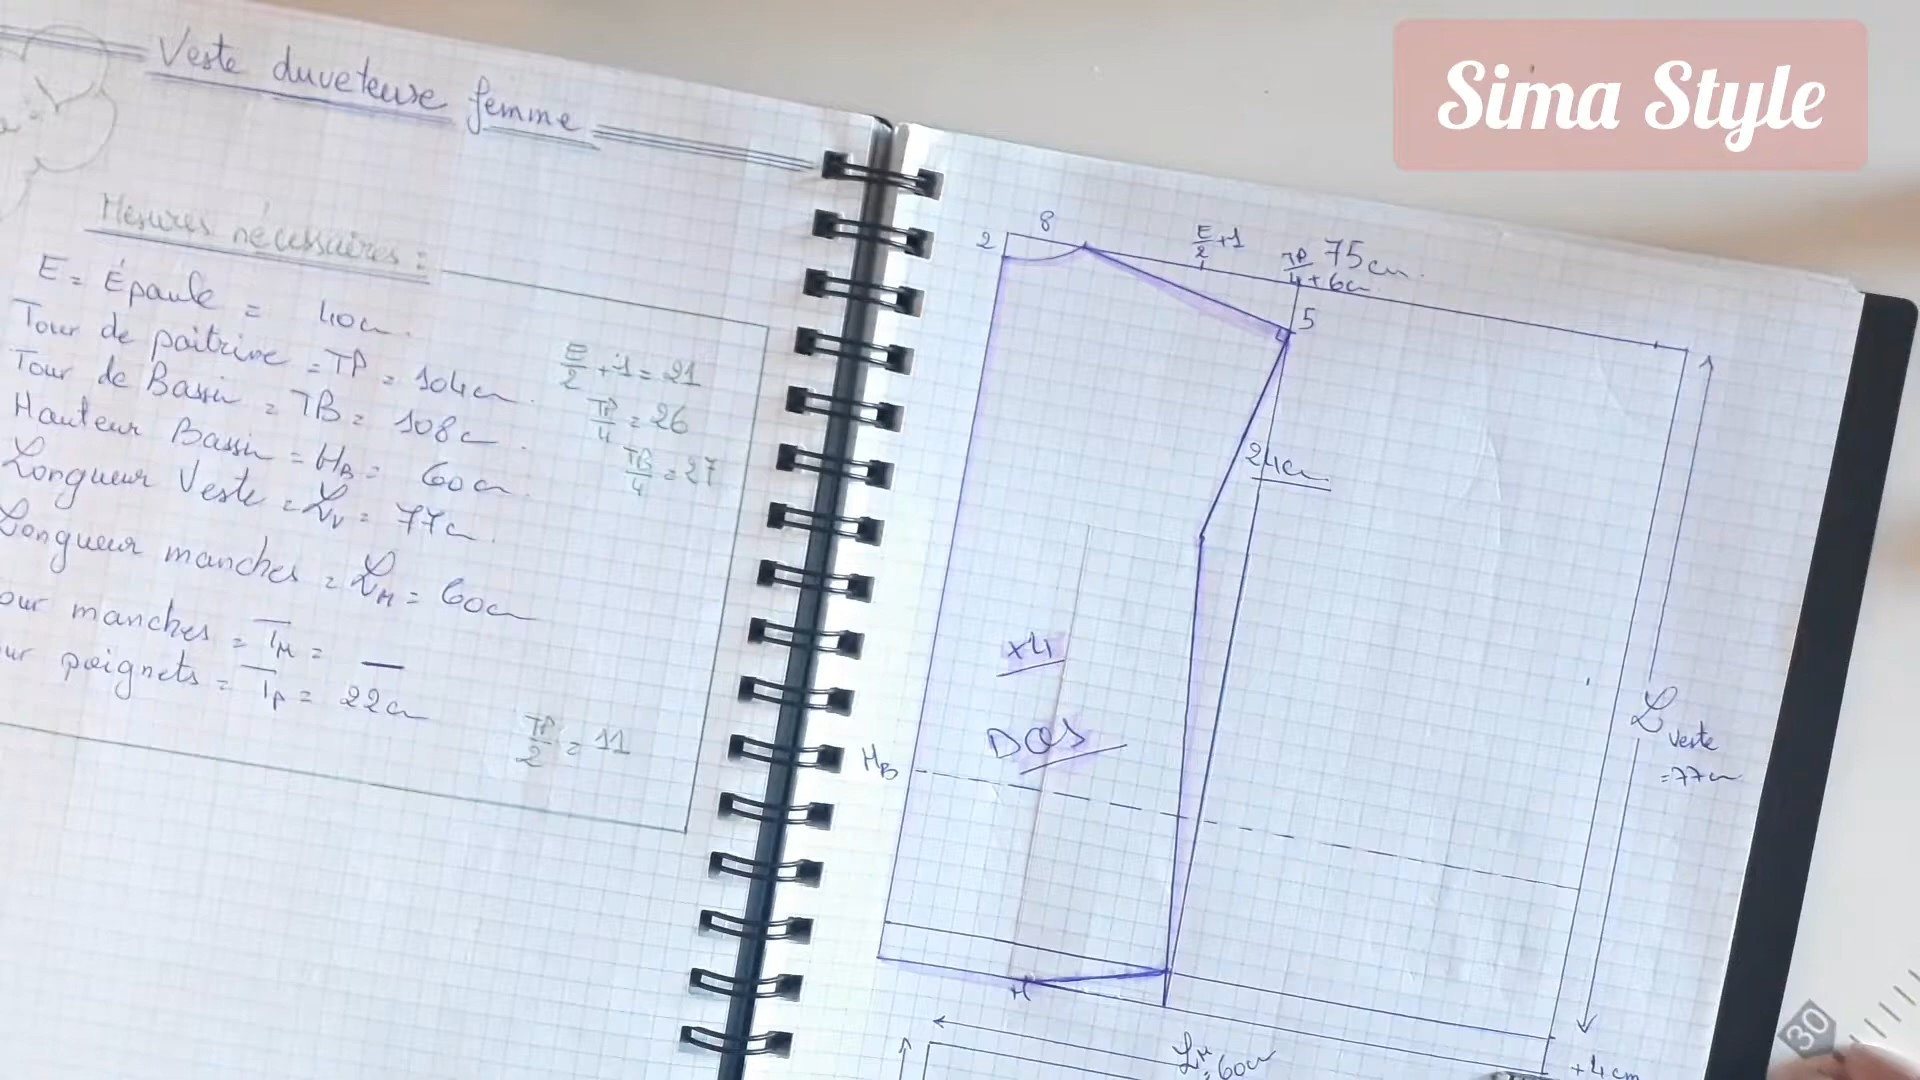 Sima Style
Veste duveteuse femme
Mesures nécessaires :
E = Épaule = 40cm.
Tour de poitrine = TP = 104cm.
Tour de Bassin = TB = 108c.
Hauteur Bassin = HB = 60cm.
Longueur Veste = LV = 77c.
Longueur manches = LM = 60cm
our manches = TM = —
ur poignets = TP = 22cm
E/2 + 1 = 21
TP/4 = 26
TB/4 = 27
TP/2 = 11
2
8
E/2 + 1
TP/4 + 6cm
75cm.
5
24cm
x4
DOS
HB
L veste
= 77cm
M
LM = 60cm
+4cm
30